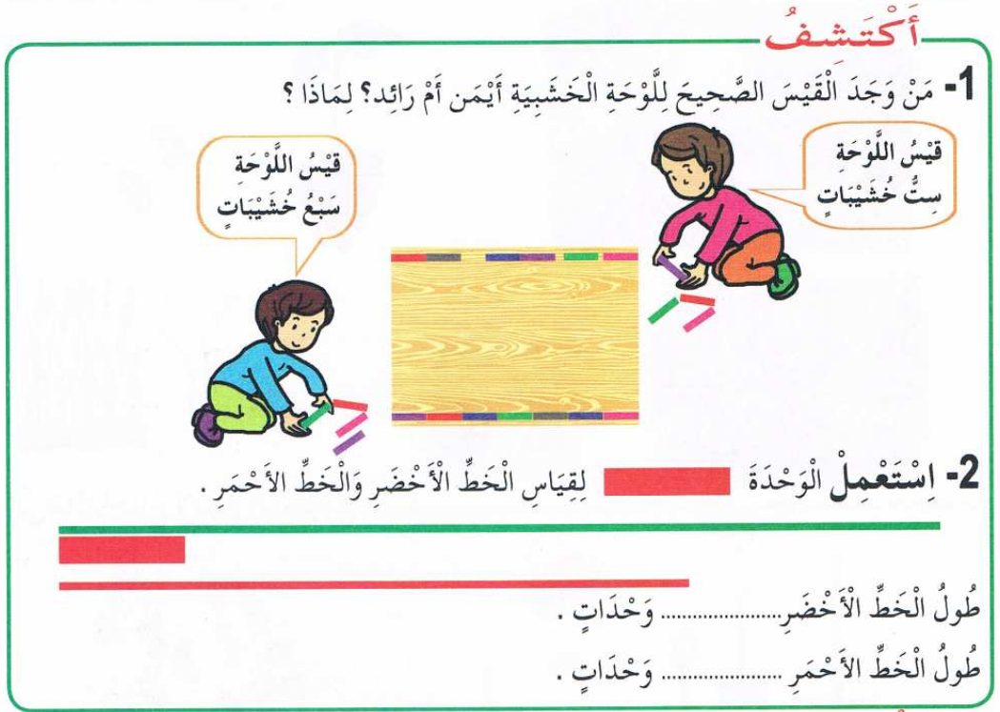 أَكْتَشِفُ
1- مَنْ وَجَدَ الْقَيْسَ الصَّحِيحَ لِلَّوْحَةِ الْخَشَبِيَةِ أَيْمَن أَمْ رَائِد؟ لِمَاذَا ؟
قَيْسُ اللَّوْحَةِ
سِتُّ خُشَيْبَاتٍ
قَيْسُ اللَّوْحَةِ
سَبْعُ خُشَيْبَاتٍ
2- اِسْتَعْمِلْ الْوَحْدَةَ لِقِيَاسِ الْخَطِّ الْأَخْضَرِ وَالْخَطِّ الأَحْمَرِ .
طُولُ الْخَطِّ الْأَخْضَرِ...................... وَحْدَاتٍ .
طُولُ الْخَطِّ الأَحْمَرِ ...................... وَحْدَاتٍ .